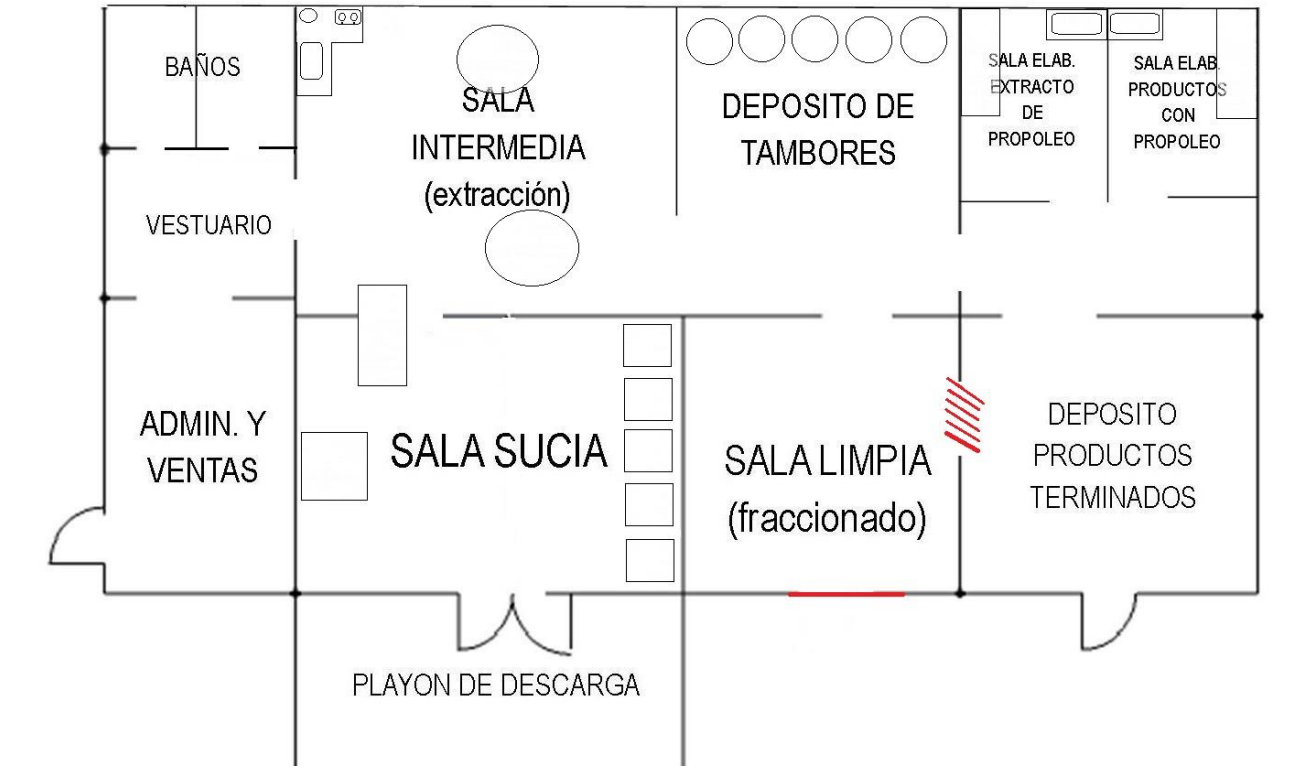 BAÑOS
SALA
INTERMEDIA
(extracción)
DEPOSITO DE
TAMBORES
SALA ELAB.
EXTRACTO
DE
PROPOLEO
SALA ELAB.
PRODUCTOS
CON
PROPOLEO
VESTUARIO
ADMIN. Y
VENTAS
SALA SUCIA
SALA LIMPIA
(fraccionado)
DEPOSITO
PRODUCTOS
TERMINADOS
PLAYON DE DESCARGA